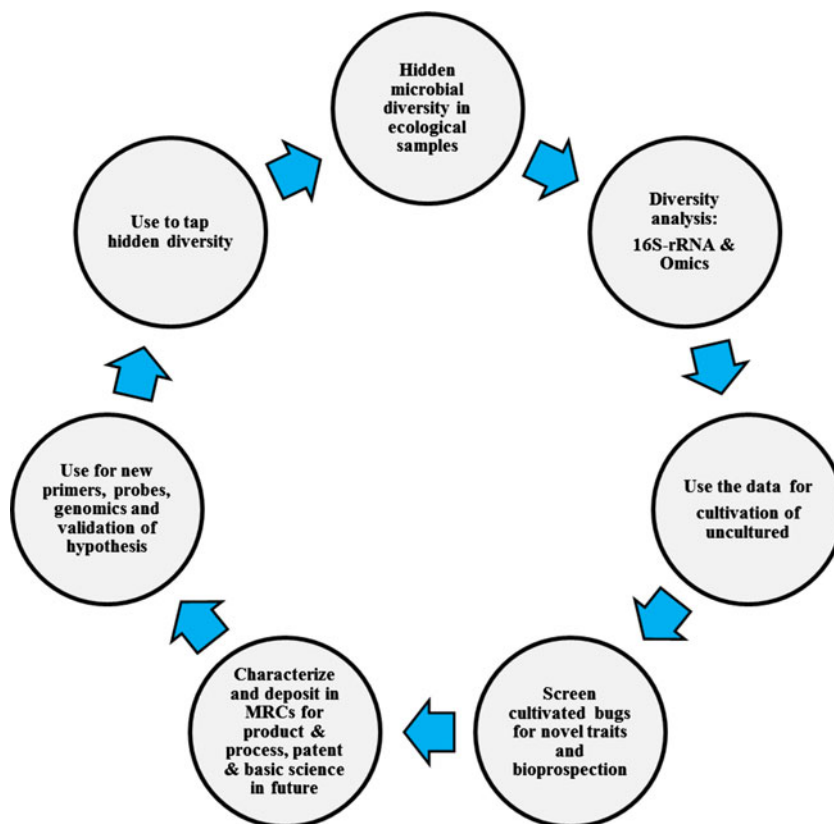 Hidden
microbial
diversity in
ecological
samples
Diversity
analysis:
16S-rRNA &
Omics
Use the data for
cultivation of
uncultured
Screen
cultivated bugs
for novel traits
and
bioprospection
Characterize
and deposit in
MRCs for
product &
process, patent
& basic science
in future
Use for new
primers, probes,
genomics and
validation of
hypothesis
Use to tap
hidden diversity